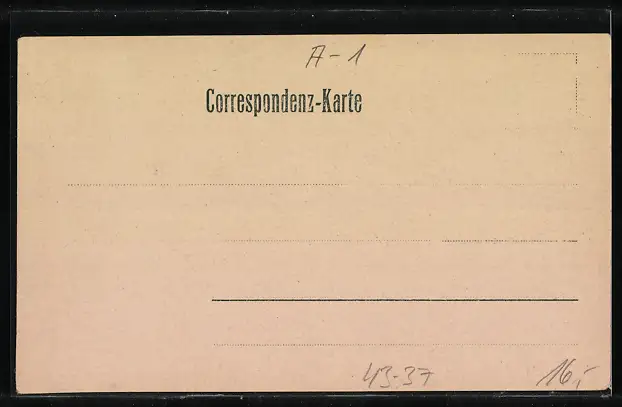 A-1
Correspondenz-Karte
43-37
16,-